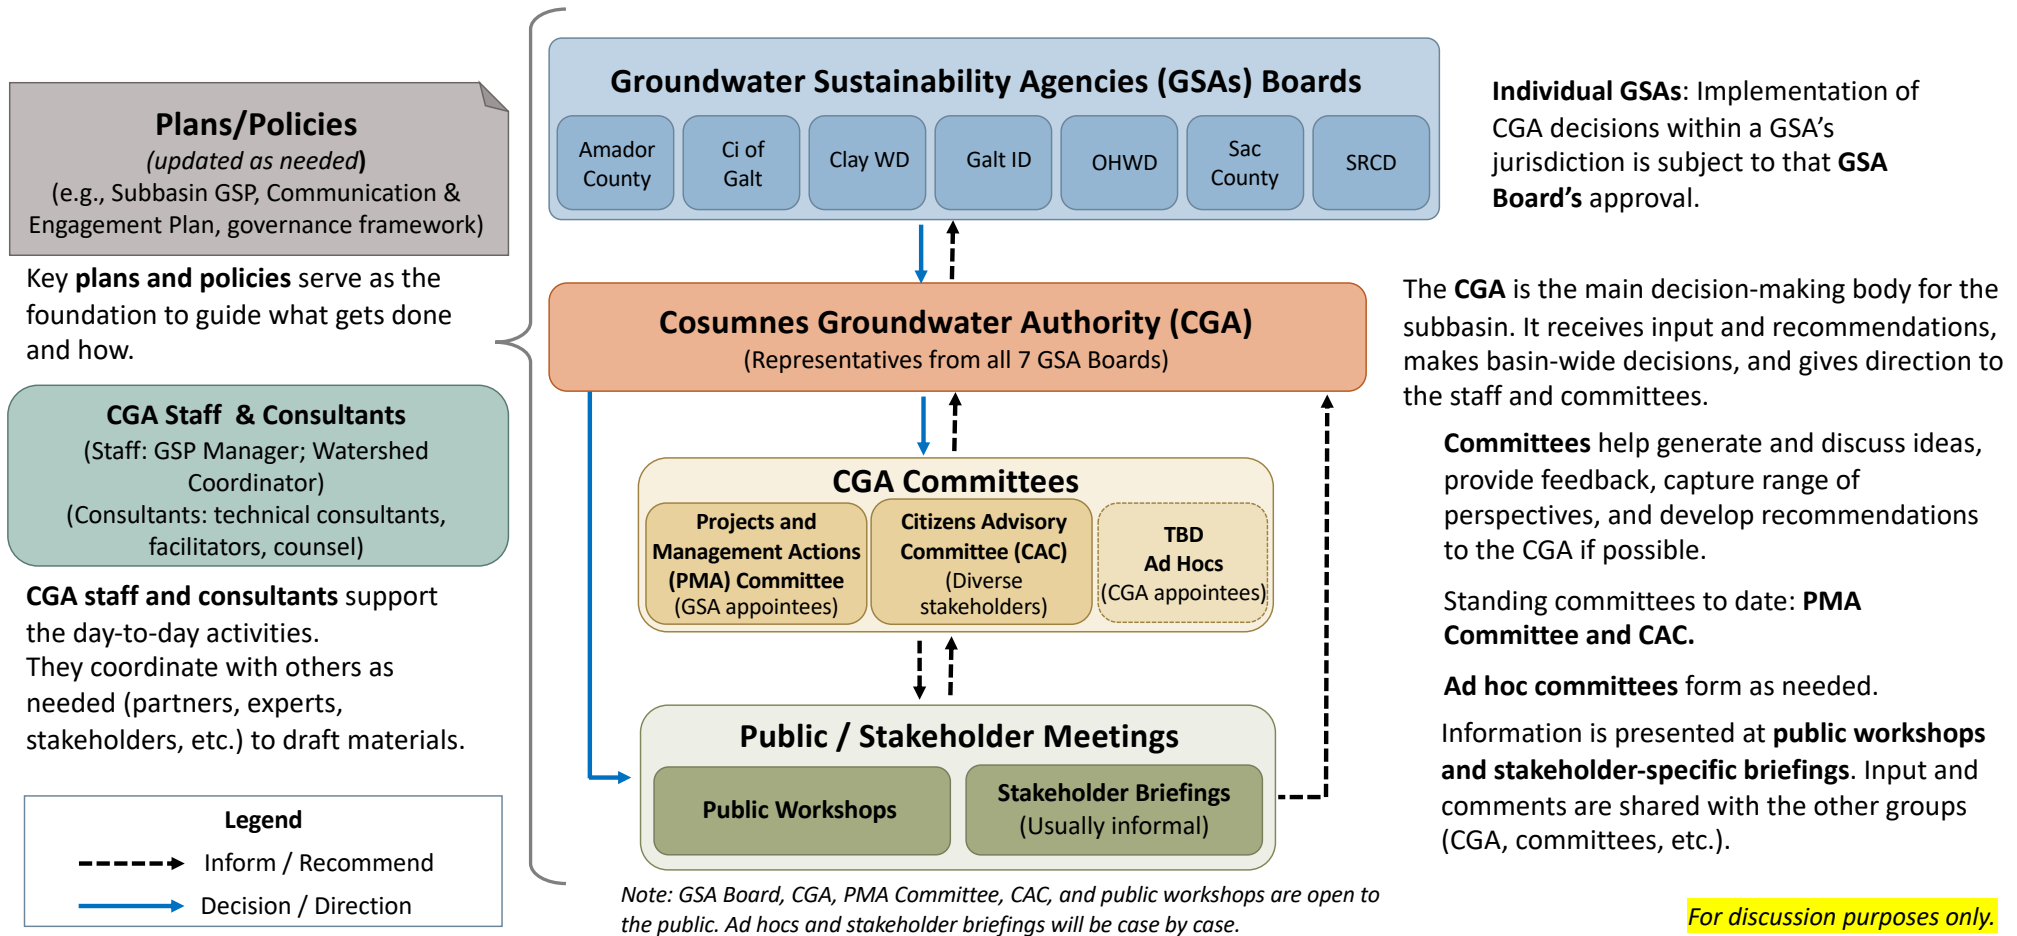 Plans/Policies
(updated as needed)
(e.g., Subbasin GSP, Communication &
Engagement Plan, governance framework)
Key plans and policies serve as the
foundation to guide what gets done
and how.
CGA Staff & Consultants
(Staff: GSP Manager; Watershed
Coordinator)
(Consultants: technical consultants,
facilitators, counsel)
CGA staff and consultants support
the day-to-day activities.
They coordinate with others as
needed (partners, experts,
stakeholders, etc.) to draft materials.
Legend
Inform / Recommend
Decision / Direction
Groundwater Sustainability Agencies (GSAs) Boards
Amador
County
Ci of
Galt
Clay WD
Galt ID
OHWD
Sac
County
SRCD
Cosumnes Groundwater Authority (CGA)
(Representatives from all 7 GSA Boards)
CGA Committees
Projects and
Management Actions
(PMA) Committee
(GSA appointees)
Citizens Advisory
Committee (CAC)
(Diverse
stakeholders)
TBD
Ad Hocs
(CGA appointees)
Public / Stakeholder Meetings
Public Workshops
Stakeholder Briefings
(Usually informal)
Note: GSA Board, CGA, PMA Committee, CAC, and public workshops are open to
the public. Ad hocs and stakeholder briefings will be case by case.
Individual GSAs: Implementation of
CGA decisions within a GSA's
jurisdiction is subject to that GSA
Board's approval.
The CGA is the main decision-making body for the
subbasin. It receives input and recommendations,
makes basin-wide decisions, and gives direction to
the staff and committees.
Committees help generate and discuss ideas,
provide feedback, capture range of
perspectives, and develop recommendations
to the CGA if possible.
Standing committees to date: PMA
Committee and CAC.
Ad hoc committees form as needed.
Information is presented at public workshops
and stakeholder-specific briefings. Input and
comments are shared with the other groups
(CGA, committees, etc.).
For discussion purposes only.